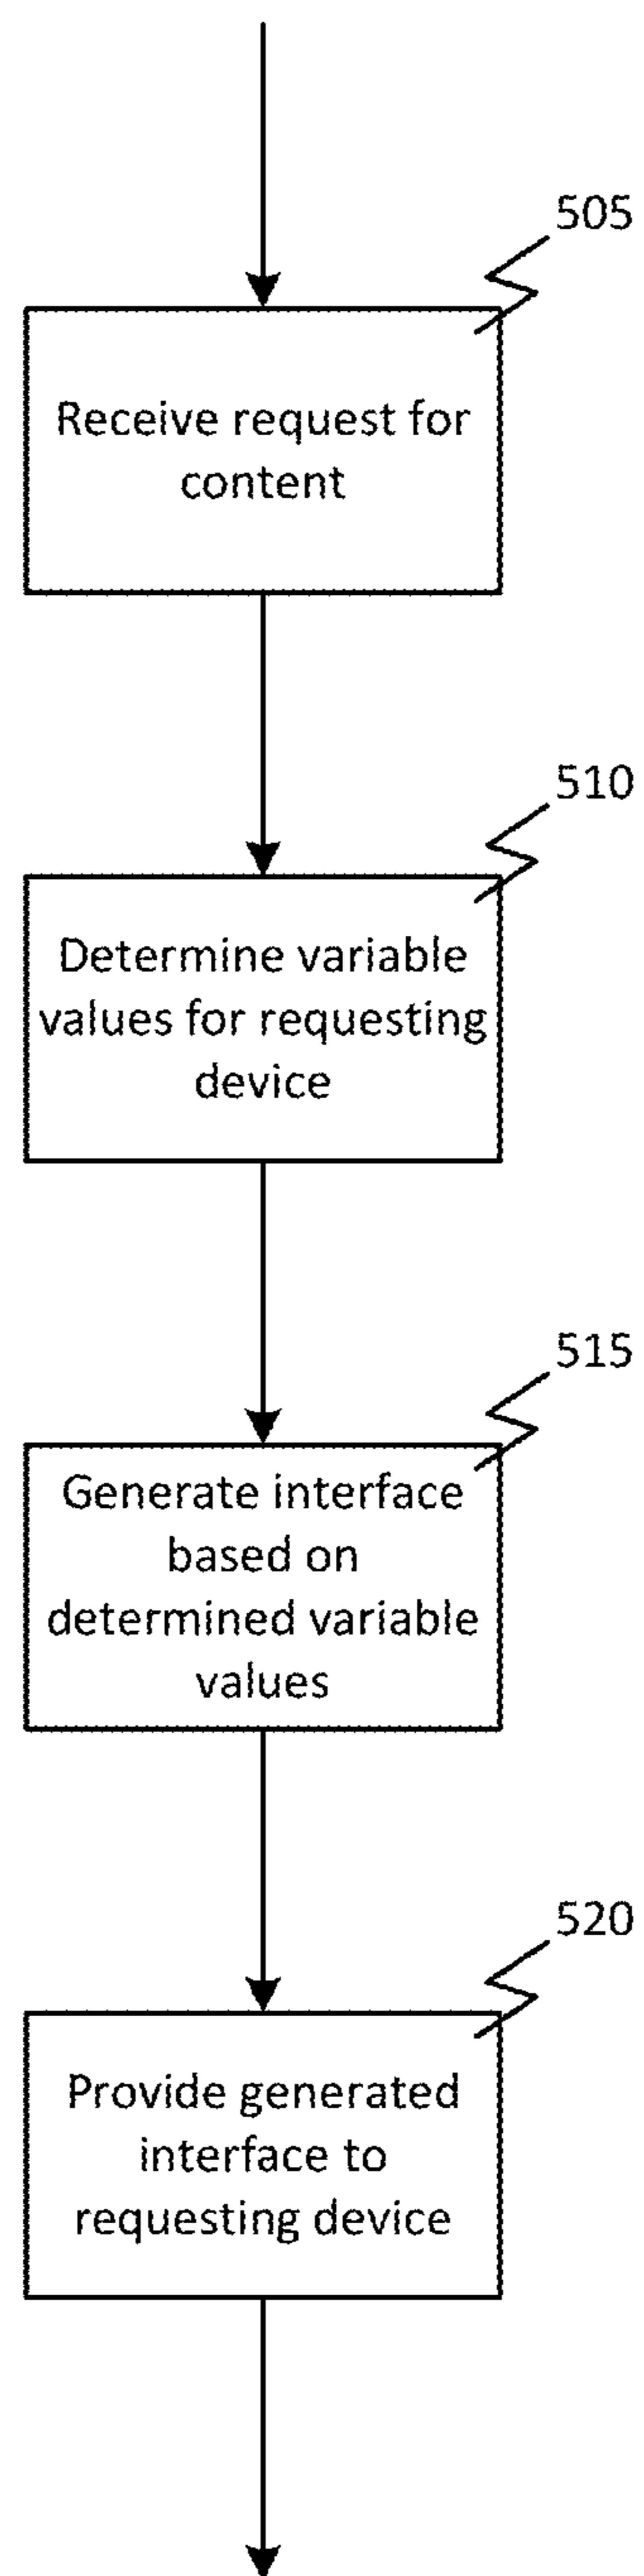 505
Receive request for
content
510
Determine variable
values for requesting
device
515
Generate interface
based on
determined variable
values
520
Provide generated
interface to
requesting device